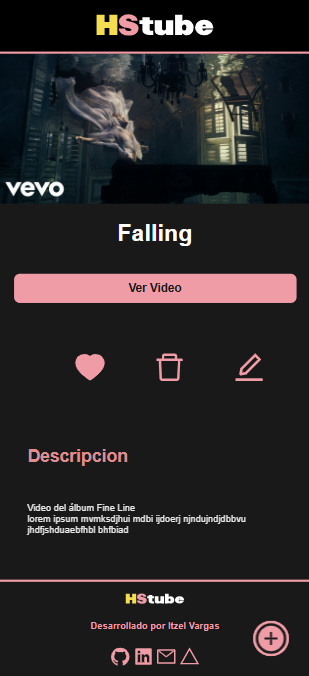 HStube
vevo
Falling
Ver Video
Descripcion
Video del álbum Fine Line
lorem ipsum mvmksdjhui mdbi ijdoerj njndujndjdbbvu
jhdfjshduaebfhbl bhfbiad
HStube
Desarrollado por Itzel Vargas
in